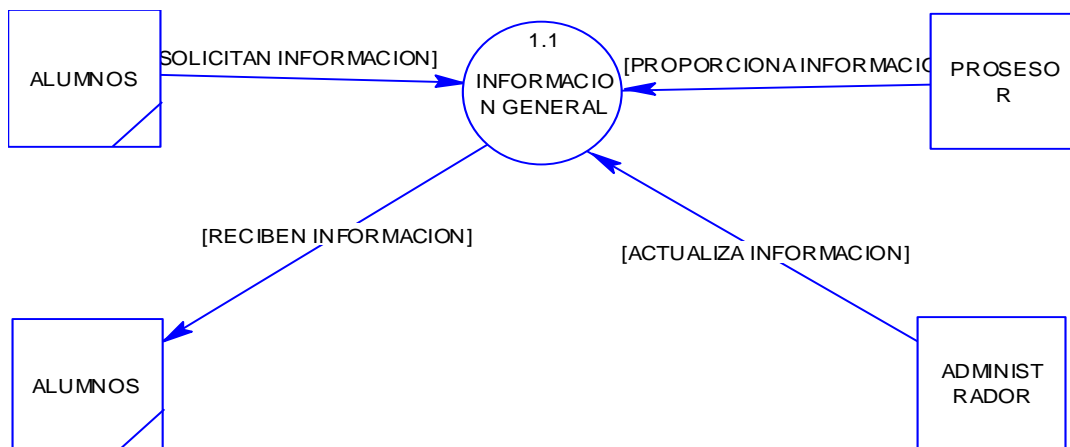 1.1
ALUMNOS
SOLICITAN INFORMACION]
INFORMACIO
N GENERAL
[PROPORCIONA INFORMACIO
PROSESO
R
[RECIBEN INFORMACION]
[ACTUALIZA INFORMACION]
ALUMNOS
ADMINIST
RADOR